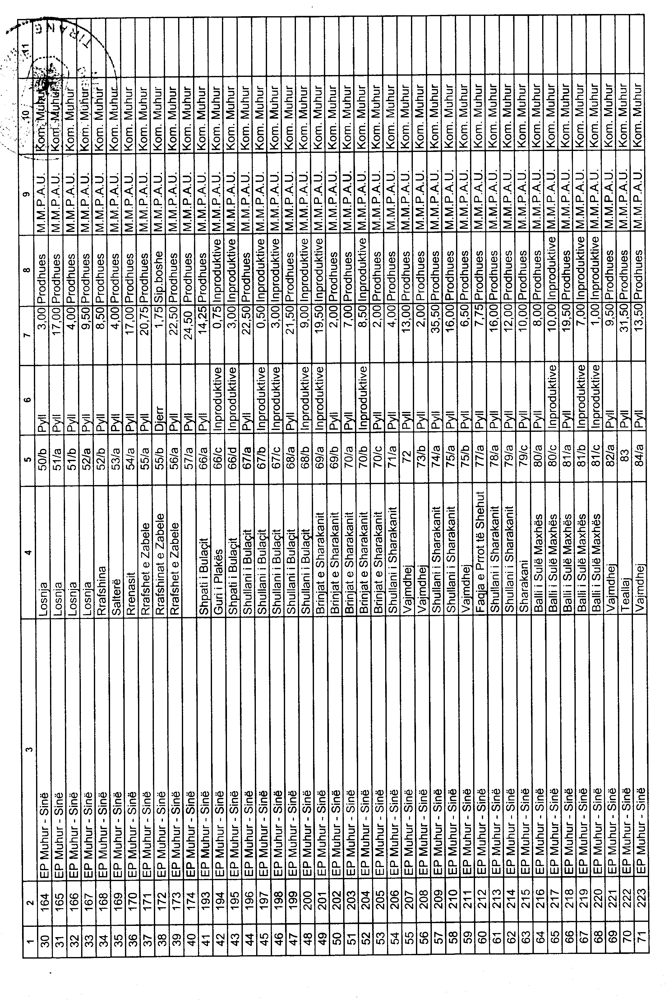 1 2 3 4 5 6 7 8 9 10 11
30 164 EP Muhur - Sinë Losnja 50/b Pyll 3,00 Prodhues M.M.P.A.U. Kom. Muhur
31 165 EP Muhur - Sinë Losnja 51/a Pyll 17,00 Prodhues M.M.P.A.U. Kom. Muhur
32 166 EP Muhur - Sinë Losnja 51/b Pyll 4,00 Prodhues M.M.P.A.U. Kom. Muhur
33 167 EP Muhur - Sinë Losnja 52/a Pyll 9,50 Prodhues M.M.P.A.U. Kom. Muhur
34 168 EP Muhur - Sinë Rrafshina 52/b Pyll 8,50 Prodhues M.M.P.A.U. Kom. Muhur
35 169 EP Muhur - Sinë Salterë 53/a Pyll 4,00 Prodhues M.M.P.A.U. Kom. Muhur
36 170 EP Muhur - Sinë Rrenasit 54/a Pyll 17,00 Prodhues M.M.P.A.U. Kom. Muhur
37 171 EP Muhur - Sinë Rrafshet e Zabele 55/a Pyll 20,75 Prodhues M.M.P.A.U. Kom. Muhur
38 172 EP Muhur - Sinë Rrafshinat e Zabele 55/b Djerr 1,75 Sip.boshe M.M.P.A.U. Kom. Muhur
39 173 EP Muhur - Sinë Rrafshet e Zabele 56/a Pyll 22,50 Prodhues M.M.P.A.U. Kom. Muhur
40 174 EP Muhur - Sinë 57/a Pyll 24,50 Prodhues M.M.P.A.U. Kom. Muhur
41 193 EP Muhur - Sinë Shpati i Bulaçit 66/a Pyll 14,25 Prodhues M.M.P.A.U. Kom. Muhur
42 194 EP Muhur - Sinë Guri i Plakës 66/c Inproduktive 0,75 Inproduktive M.M.P.A.U. Kom. Muhur
43 195 EP Muhur - Sinë Shpati i Bulaçit 66/d Inproduktive 3,00 Inproduktive M.M.P.A.U. Kom. Muhur
44 196 EP Muhur - Sinë Shullani i Bulaçit 67/a Pyll 22,50 Prodhues M.M.P.A.U. Kom. Muhur
45 197 EP Muhur - Sinë Shullani i Bulaçit 67/b Inproduktive 0,50 Inproduktive M.M.P.A.U. Kom. Muhur
46 198 EP Muhur - Sinë Shullani i Bulaçit 67/c Inproduktive 3,00 Inproduktive M.M.P.A.U. Kom. Muhur
47 199 EP Muhur - Sinë Shullani i Bulaçit 68/a Pyll 21,50 Prodhues M.M.P.A.U. Kom. Muhur
48 200 EP Muhur - Sinë Shullani i Bulaçit 68/b Inproduktive 9,00 Inproduktive M.M.P.A.U. Kom. Muhur
49 201 EP Muhur - Sinë Brinjat e Sharakanit 69/a Inproduktive 19,50 Inproduktive M.M.P.A.U. Kom. Muhur
50 202 EP Muhur - Sinë Brinjat e Sharakanit 69/b Pyll 2,00 Prodhues M.M.P.A.U. Kom. Muhur
51 203 EP Muhur - Sinë Brinjat e Sharakanit 70/a Pyll 7,00 Prodhues M.M.P.A.U. Kom. Muhur
52 204 EP Muhur - Sinë Brinjat e Sharakanit 70/b Inproduktive 8,50 Inproduktive M.M.P.A.U. Kom. Muhur
53 205 EP Muhur - Sinë Brinjat e Sharakanit 70/c Pyll 2,00 Prodhues M.M.P.A.U. Kom. Muhur
54 206 EP Muhur - Sinë Shullani i Sharakanit 71/a Pyll 4,00 Prodhues M.M.P.A.U. Kom. Muhur
55 207 EP Muhur - Sinë Vajmdhej 72 Pyll 13,00 Prodhues M.M.P.A.U. Kom. Muhur
56 208 EP Muhur - Sinë Vajmdhej 73/b Pyll 2,00 Prodhues M.M.P.A.U. Kom. Muhur
57 209 EP Muhur - Sinë Shullani i Sharakanit 74/a Pyll 35,50 Prodhues M.M.P.A.U. Kom. Muhur
58 210 EP Muhur - Sinë Shullani i Sharakanit 75/a Pyll 16,00 Prodhues M.M.P.A.U. Kom. Muhur
59 211 EP Muhur - Sinë Vajmdhej 75/b Pyll 6,50 Prodhues M.M.P.A.U. Kom. Muhur
60 212 EP Muhur - Sinë Faqja e Prrot të Shehut 77/a Pyll 7,75 Prodhues M.M.P.A.U. Kom. Muhur
61 213 EP Muhur - Sinë Shullani i Sharakanit 78/a Pyll 16,00 Prodhues M.M.P.A.U. Kom. Muhur
62 214 EP Muhur - Sinë Shullani i Sharakanit 79/a Pyll 12,00 Prodhues M.M.P.A.U. Kom. Muhur
63 215 EP Muhur - Sinë Sharakani 79/c Pyll 10,00 Prodhues M.M.P.A.U. Kom. Muhur
64 216 EP Muhur - Sinë Balli i Sulë Maxhës 80/a Pyll 8,00 Prodhues M.M.P.A.U. Kom. Muhur
65 217 EP Muhur - Sinë Balli i Sulë Maxhës 80/c Inproduktive 10,00 Inproduktive M.M.P.A.U. Kom. Muhur
66 218 EP Muhur - Sinë Balli i Sulë Maxhës 81/a Pyll 19,50 Prodhues M.M.P.A.U. Kom. Muhur
67 219 EP Muhur - Sinë Balli i Sulë Maxhës 81/b Inproduktive 7,00 Inproduktive M.M.P.A.U. Kom. Muhur
68 220 EP Muhur - Sinë Balli i Sulë Maxhës 81/c Inproduktive 1,00 Inproduktive M.M.P.A.U. Kom. Muhur
69 221 EP Muhur - Sinë Vajmdhej 82/a Pyll 9,50 Prodhues M.M.P.A.U. Kom. Muhur
70 222 EP Muhur - Sinë Teallaj 83 Pyll 31,50 Prodhues M.M.P.A.U. Kom. Muhur
71 223 EP Muhur - Sinë Vajmdhej 84/a Pyll 13,50 Prodhues M.M.P.A.U. Kom. Muhur
TIRANE